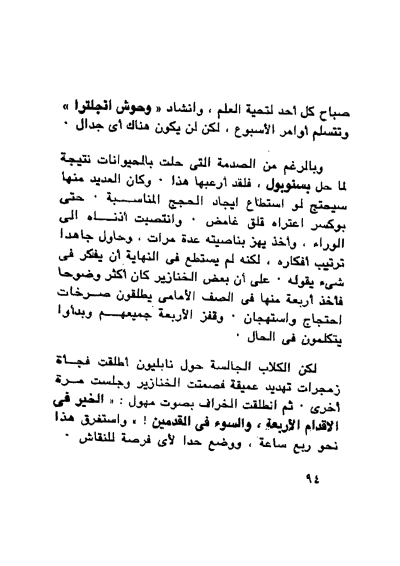 صباح كل أحد لتحية العلم ، وانشاد « وحوش انجلترا »
وتتسلم أوامر الأسبوع ، لكن لن يكون هناك أى جدال ٠
وبالرغم من الصدمة التى حلت بالحيوانات نتيجة
لما حل بسنوبول ، فلقد أرعبها هذا ٠ وكان العديد منها
سيحتج لو استطاع ايجاد الحجج المناسبة ٠ حتى
بوكسر اعتراه قلق غامض ٠ وانتصبت أذناه الى
الوراء ، وأخذ يهز بناصيته عدة مرات ، وحاول جاهدا
ترتيب أفكاره ، لكنه لم يستطع فى النهاية أن يفكر فى
شىء يقوله ٠ على أن بعض الخنازير كان أكثر وضوحا
فأخذ أربعة منها فى الصف الأمامى يطلقون صرخات
احتجاج واستهجان ٠ وقفز الأربعة جميعهم وبدأوا
يتكلمون فى الحال ٠
لكن الكلاب الجالسة حول نابليون أطلقت فجأة
زمجرات تهديد عميقة فصمتت الخنازير وجلست مرة
أخرى ٠ ثم انطلقت الخراف بصوت مهول : « الخير فى
الاقدام الأربعة ، والسوء فى القدمين ! » واستغرق هذا
نحو ربع ساعة ، ووضع حدا لأى فرصة للنقاش ٠
٩٤